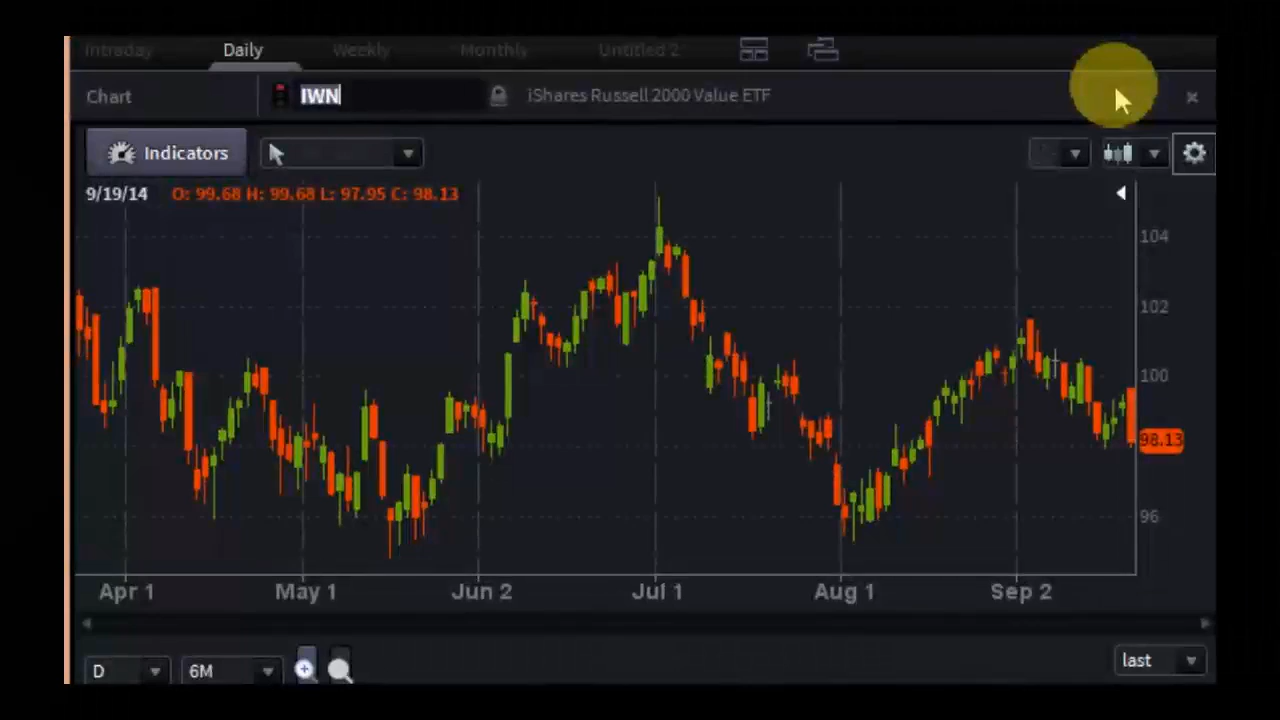 Intraday Daily Weekly Monthly Untitled 2
Chart IWN iShares Russell 2000 Value ETF
Indicators
9/19/14 O: 99.68 H: 99.68 L: 97.95 C: 98.13
104
102
100
98.13
96
Apr 1 May 1 Jun 2 Jul 1 Aug 1 Sep 2
D 6M last